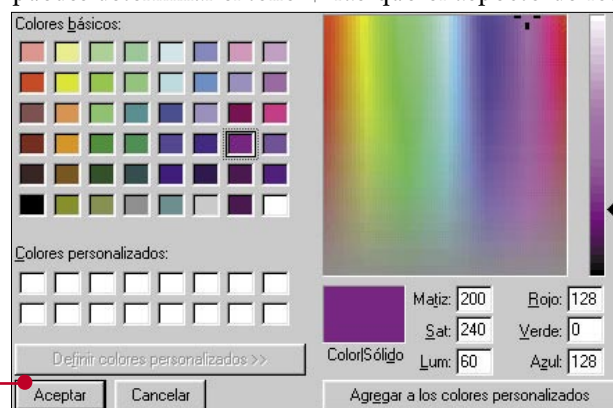 Colores básicos:
Colores personalizados:
Definir colores personalizados >>
Aceptar
Cancelar
Color|Sólido
Matiz: 200
Sat: 240
Lum: 60
Rojo: 128
Verde: 0
Azul: 128
Agregar a los colores personalizados